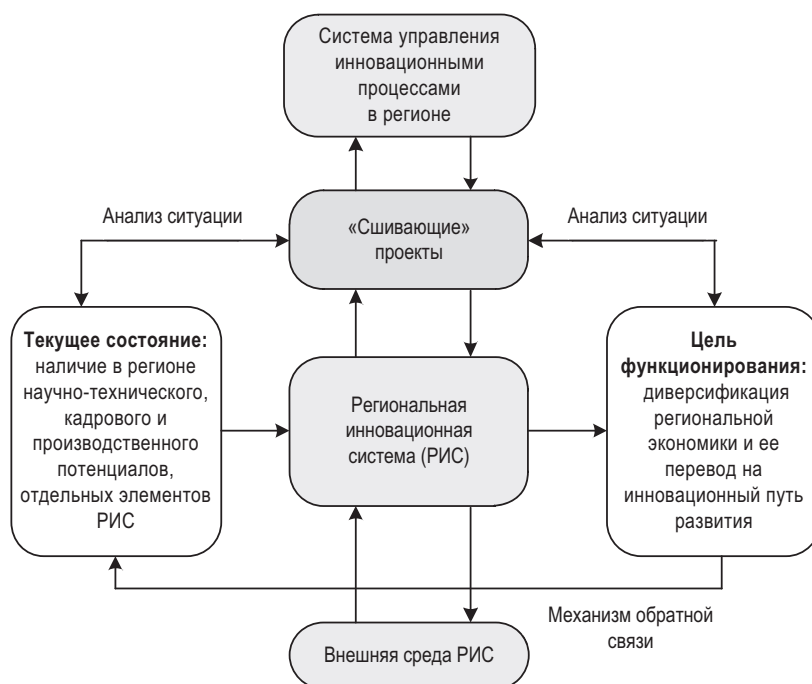 Система управления
инновационными
процессами
в регионе
Анализ ситуации
«Сшивающие»
проекты
Анализ ситуации
Текущее состояние:
наличие в регионе
научно-технического,
кадрового и
производственного
потенциалов,
отдельных элементов
РИС
Региональная
инновационная
система (РИС)
Цель
функционирования:
диверсификация
региональной
экономики и ее
перевод на
инновационный путь
развития
Механизм обратной
связи
Внешняя среда РИС